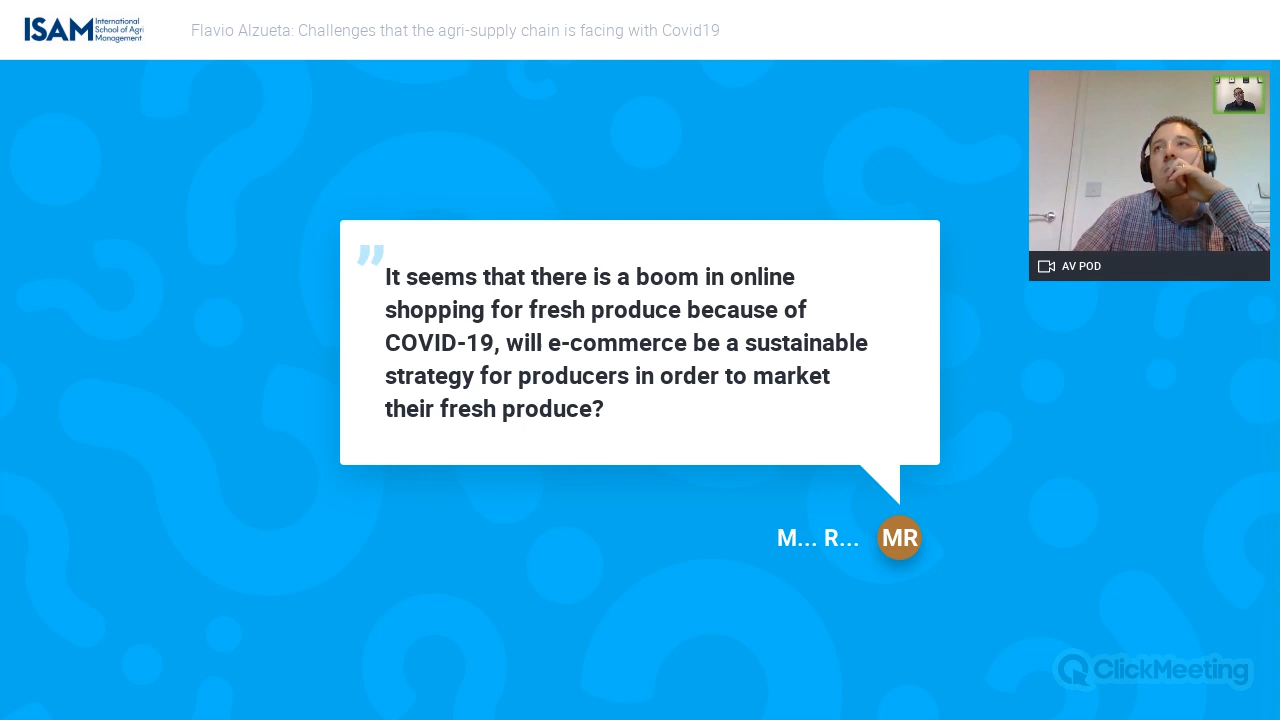 ISAM
International
School of Agri
Management
Flavio Alzueta: Challenges that the agri-supply chain is facing with Covid19
It seems that there is a boom in online
shopping for fresh produce because of
COVID-19, will e-commerce be a sustainable
strategy for producers in order to market
their fresh produce?
AV POD
M... R...
MR
ClickMeeting